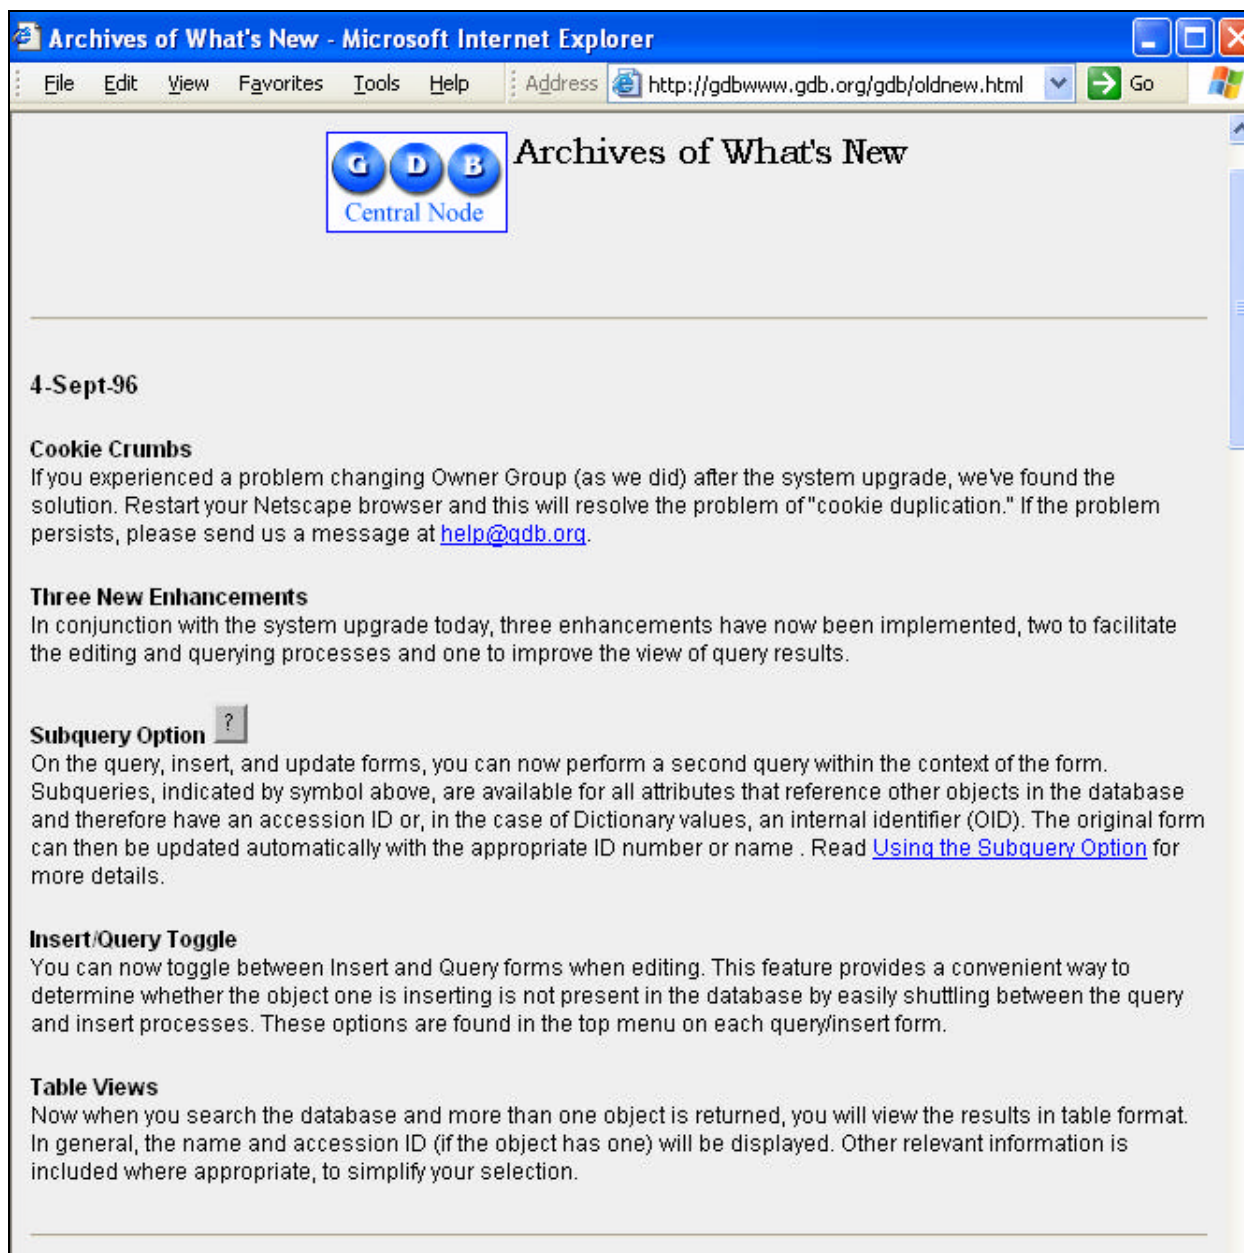 Archives of What's New - Microsoft Internet Explorer
File Edit View Favorites Tools Help Address http://gdbwww.gdb.org/gdb/oldnew.html Go
G D B
Central Node
Archives of What's New
4-Sept-96
Cookie Crumbs
If you experienced a problem changing Owner Group (as we did) after the system upgrade, we've found the
solution. Restart your Netscape browser and this will resolve the problem of "cookie duplication." If the problem
persists, please send us a message at help@gdb.org.
Three New Enhancements
In conjunction with the system upgrade today, three enhancements have now been implemented, two to facilitate
the editing and querying processes and one to improve the view of query results.
Subquery Option ?
On the query, insert, and update forms, you can now perform a second query within the context of the form.
Subqueries, indicated by symbol above, are available for all attributes that reference other objects in the database
and therefore have an accession ID or, in the case of Dictionary values, an internal identifier (OID). The original form
can then be updated automatically with the appropriate ID number or name . Read Using the Subquery Option for
more details.
Insert/Query Toggle
You can now toggle between Insert and Query forms when editing. This feature provides a convenient way to
determine whether the object one is inserting is not present in the database by easily shuttling between the query
and insert processes. These options are found in the top menu on each query/insert form.
Table Views
Now when you search the database and more than one object is returned, you will view the results in table format.
In general, the name and accession ID (if the object has one) will be displayed. Other relevant information is
included where appropriate, to simplify your selection.